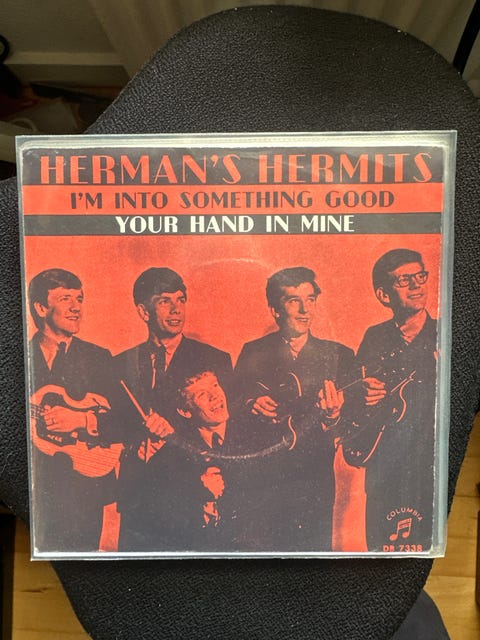 HERMAN'S HERMITS
I'M INTO SOMETHING GOOD
YOUR HAND IN MINE
COLUMBIA
DB 7338